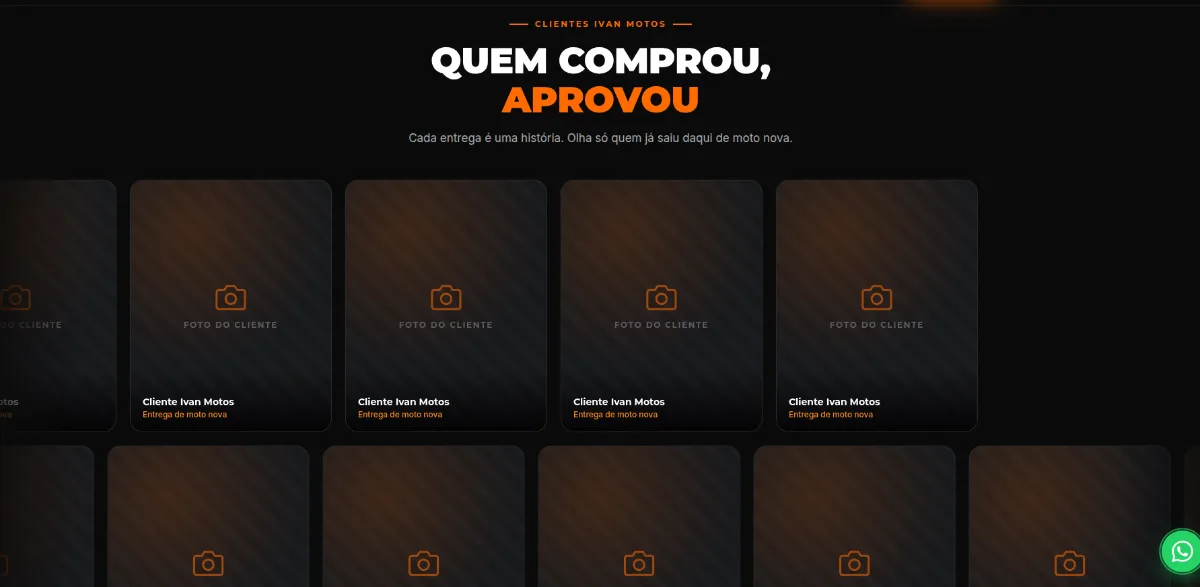 CLIENTES IVAN MOTOS
QUEM COMPROU,
APROVOU
Cada entrega é uma história. Olha só quem já saiu daqui de moto nova.
DO CLIENTE
FOTO DO CLIENTE
FOTO DO CLIENTE
FOTO DO CLIENTE
FOTO DO CLIENTE
otos
Cliente Ivan Motos
Cliente Ivan Motos
Cliente Ivan Motos
Cliente Ivan Motos
Entrega de moto nova
Entrega de moto nova
Entrega de moto nova
Entrega de moto nova